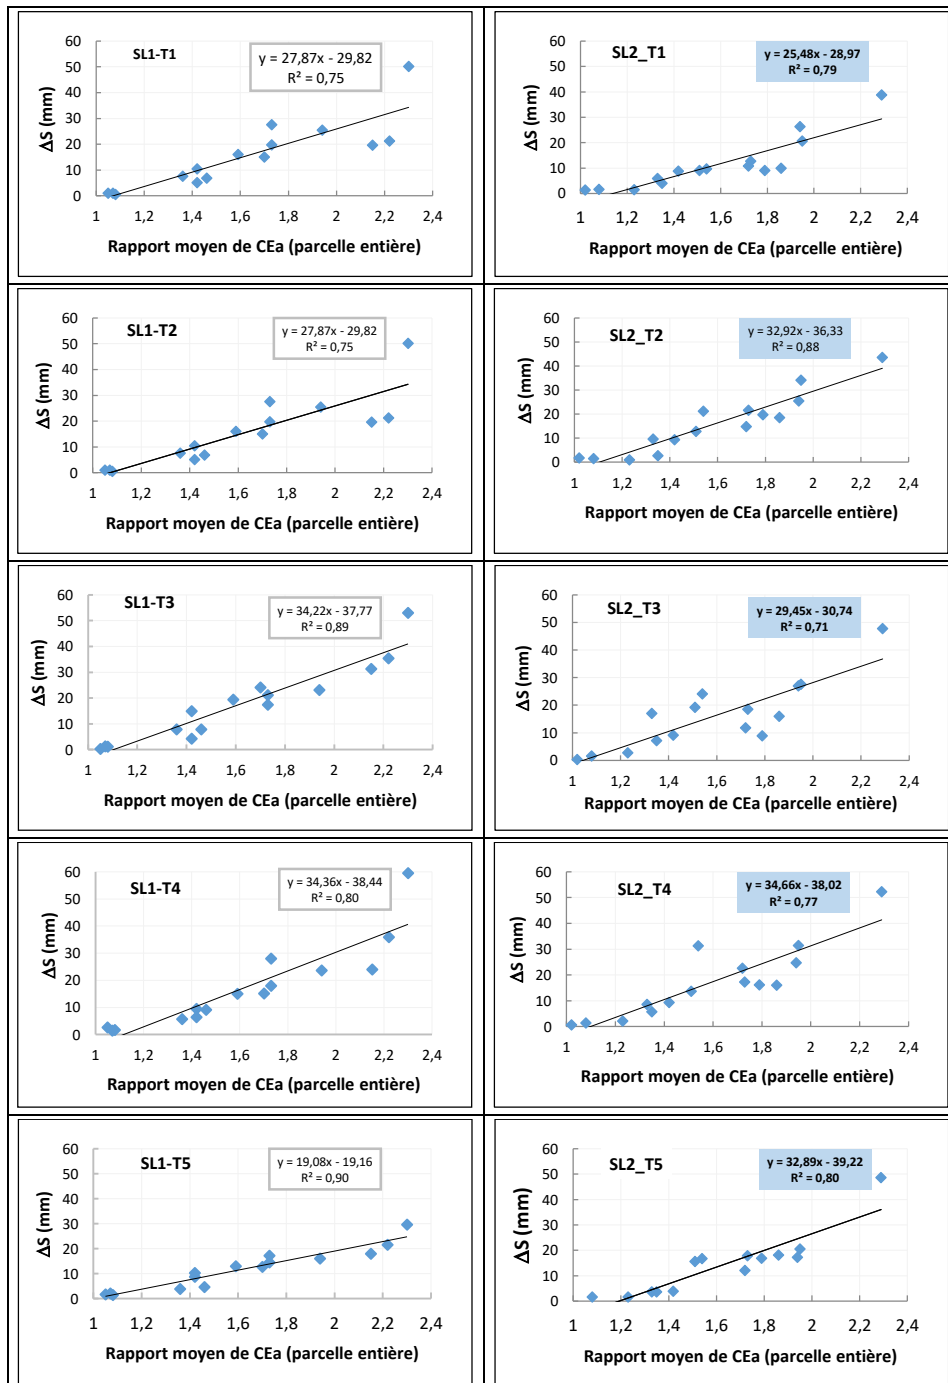 SL1-T1
y = 27,87x - 29,82
R² = 0,75
60
50
40
30
20
10
0
ΔS (mm)
1 1,2 1,4 1,6 1,8 2 2,2 2,4
Rapport moyen de CEa (parcelle entière)
SL2_T1
y = 25,48x - 28,97
R² = 0,79
60
50
40
30
20
10
0
ΔS (mm)
1 1,2 1,4 1,6 1,8 2 2,2 2,4
Rapport moyen de CEa (parcelle entière)
SL1-T2
y = 27,87x - 29,82
R² = 0,75
60
50
40
30
20
10
0
ΔS (mm)
1 1,2 1,4 1,6 1,8 2 2,2 2,4
Rapport moyen de CEa (parcelle entière)
SL2_T2
y = 32,92x - 36,33
R² = 0,88
60
50
40
30
20
10
0
ΔS (mm)
1 1,2 1,4 1,6 1,8 2 2,2 2,4
Rapport moyen de CEa (parcelle entière)
SL1-T3
y = 34,22x - 37,77
R² = 0,89
60
50
40
30
20
10
0
ΔS (mm)
1 1,2 1,4 1,6 1,8 2 2,2 2,4
Rapport moyen de CEa (parcelle entière)
SL2_T3
y = 29,45x - 30,74
R² = 0,71
60
50
40
30
20
10
0
ΔS (mm)
1 1,2 1,4 1,6 1,8 2 2,2 2,4
Rapport moyen de CEa (parcelle entière)
SL1-T4
y = 34,36x - 38,44
R² = 0,80
60
50
40
30
20
10
0
ΔS (mm)
1 1,2 1,4 1,6 1,8 2 2,2 2,4
Rapport moyen de CEa (parcelle entière)
SL2_T4
y = 34,66x - 38,02
R² = 0,77
60
50
40
30
20
10
0
ΔS (mm)
1 1,2 1,4 1,6 1,8 2 2,2 2,4
Rapport moyen de CEa (parcelle entière)
SL1-T5
y = 19,08x - 19,16
R² = 0,90
60
50
40
30
20
10
0
ΔS (mm)
1 1,2 1,4 1,6 1,8 2 2,2 2,4
Rapport moyen de CEa (parcelle entière)
SL2_T5
y = 32,89x - 39,22
R² = 0,80
60
50
40
30
20
10
0
ΔS (mm)
1 1,2 1,4 1,6 1,8 2 2,2 2,4
Rapport moyen de CEa (parcelle entière)